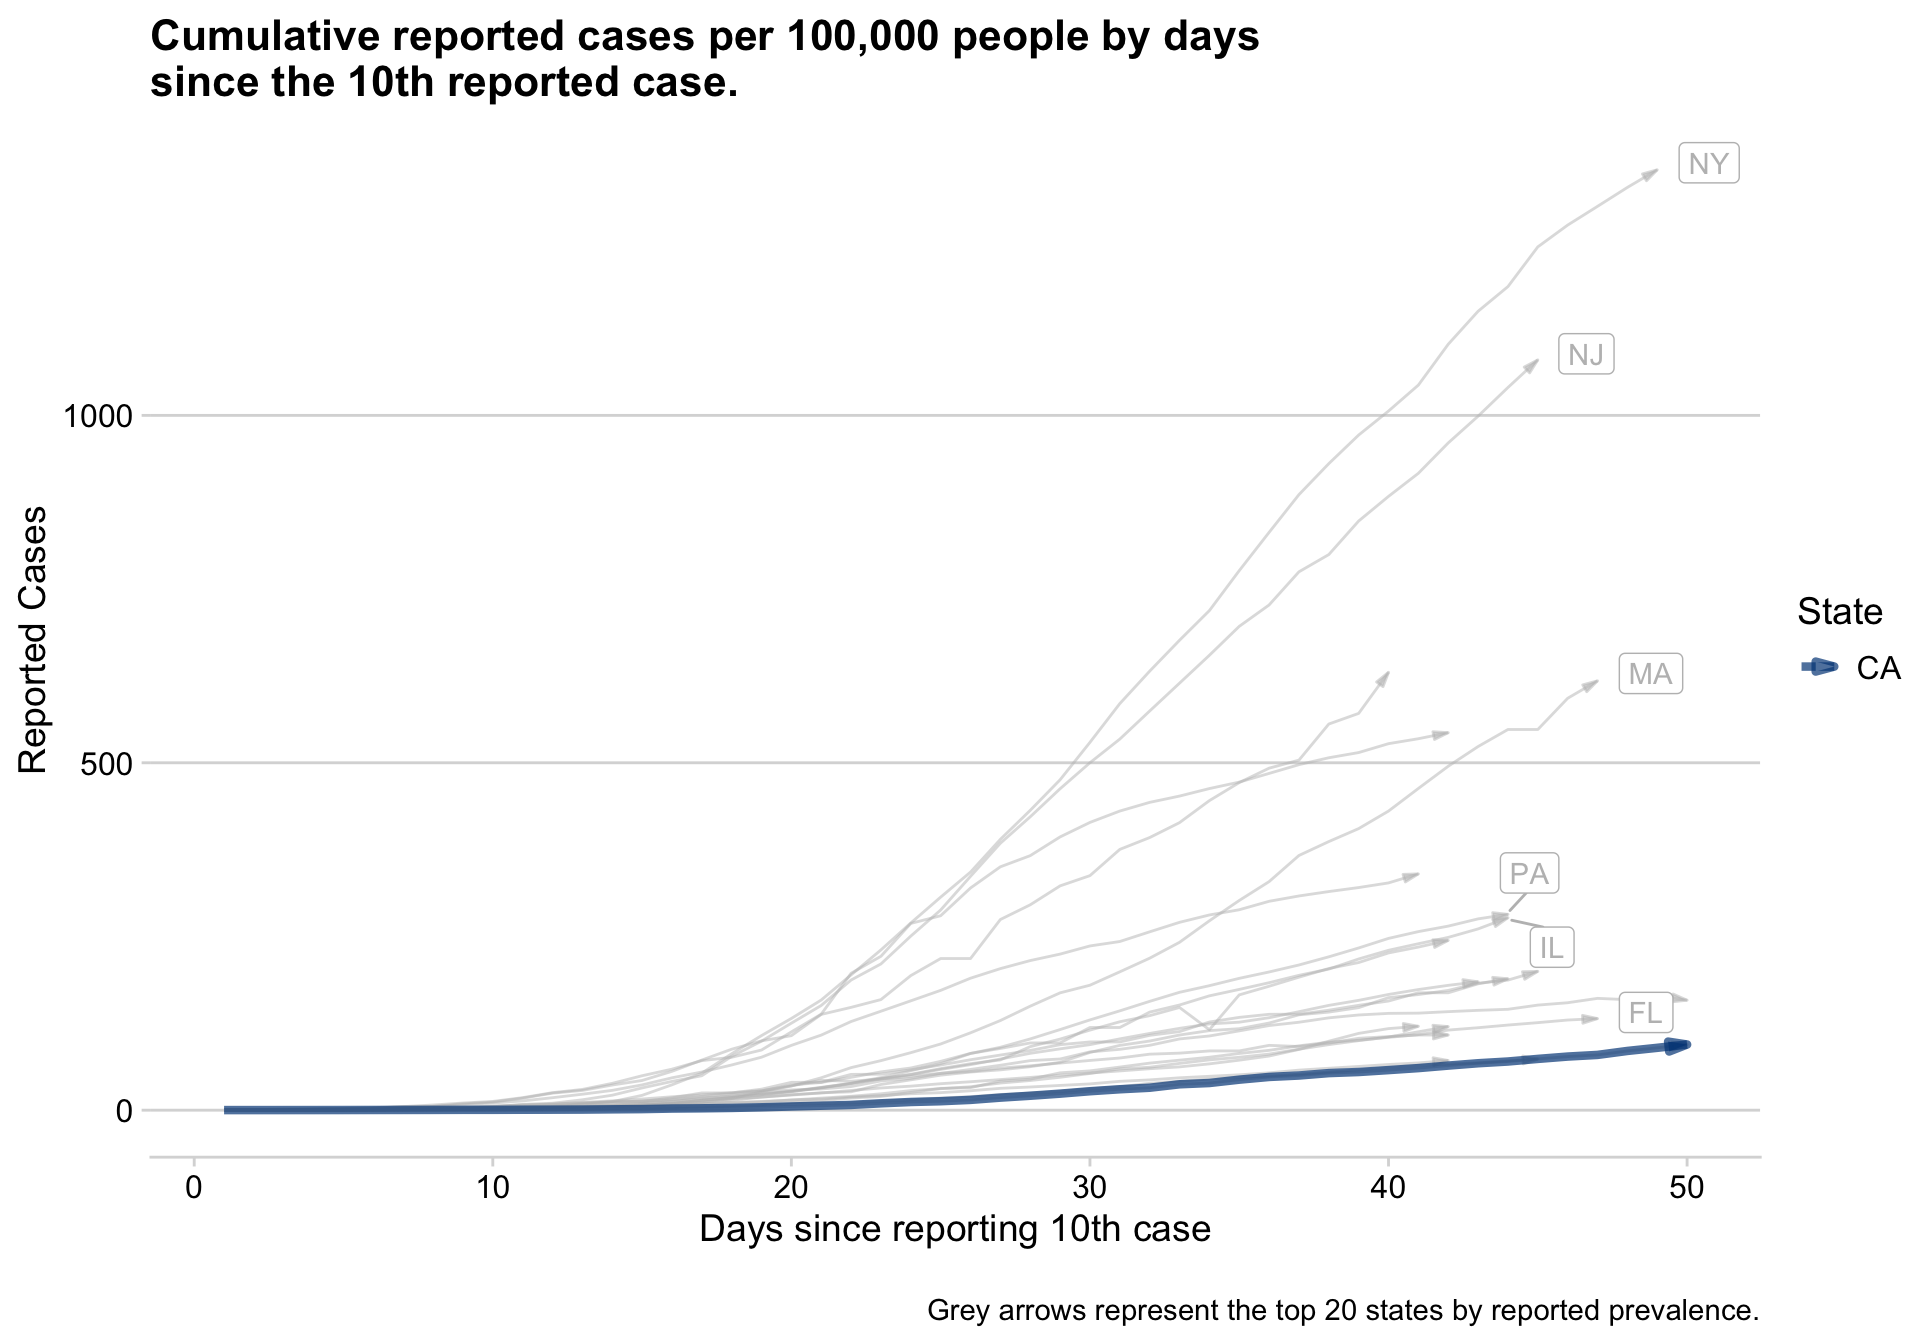 Cumulative reported cases per 100,000 people by days
since the 10th reported case.
NY
NJ
1000
Reported Cases
State
CA
MA
500
PA
IL
FL
0
0 10 20 30 40 50
Days since reporting 10th case
Grey arrows represent the top 20 states by reported prevalence.